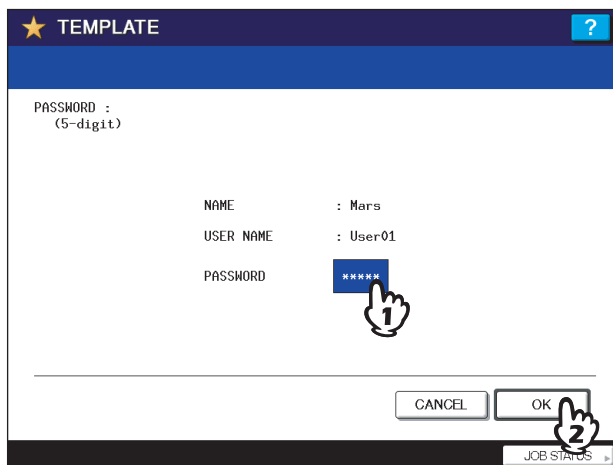 TEMPLATE ?
PASSWORD :
(5-digit)
NAME : Mars
USER NAME : User01
PASSWORD *****
1
CANCEL OK
2
JOB STATUS